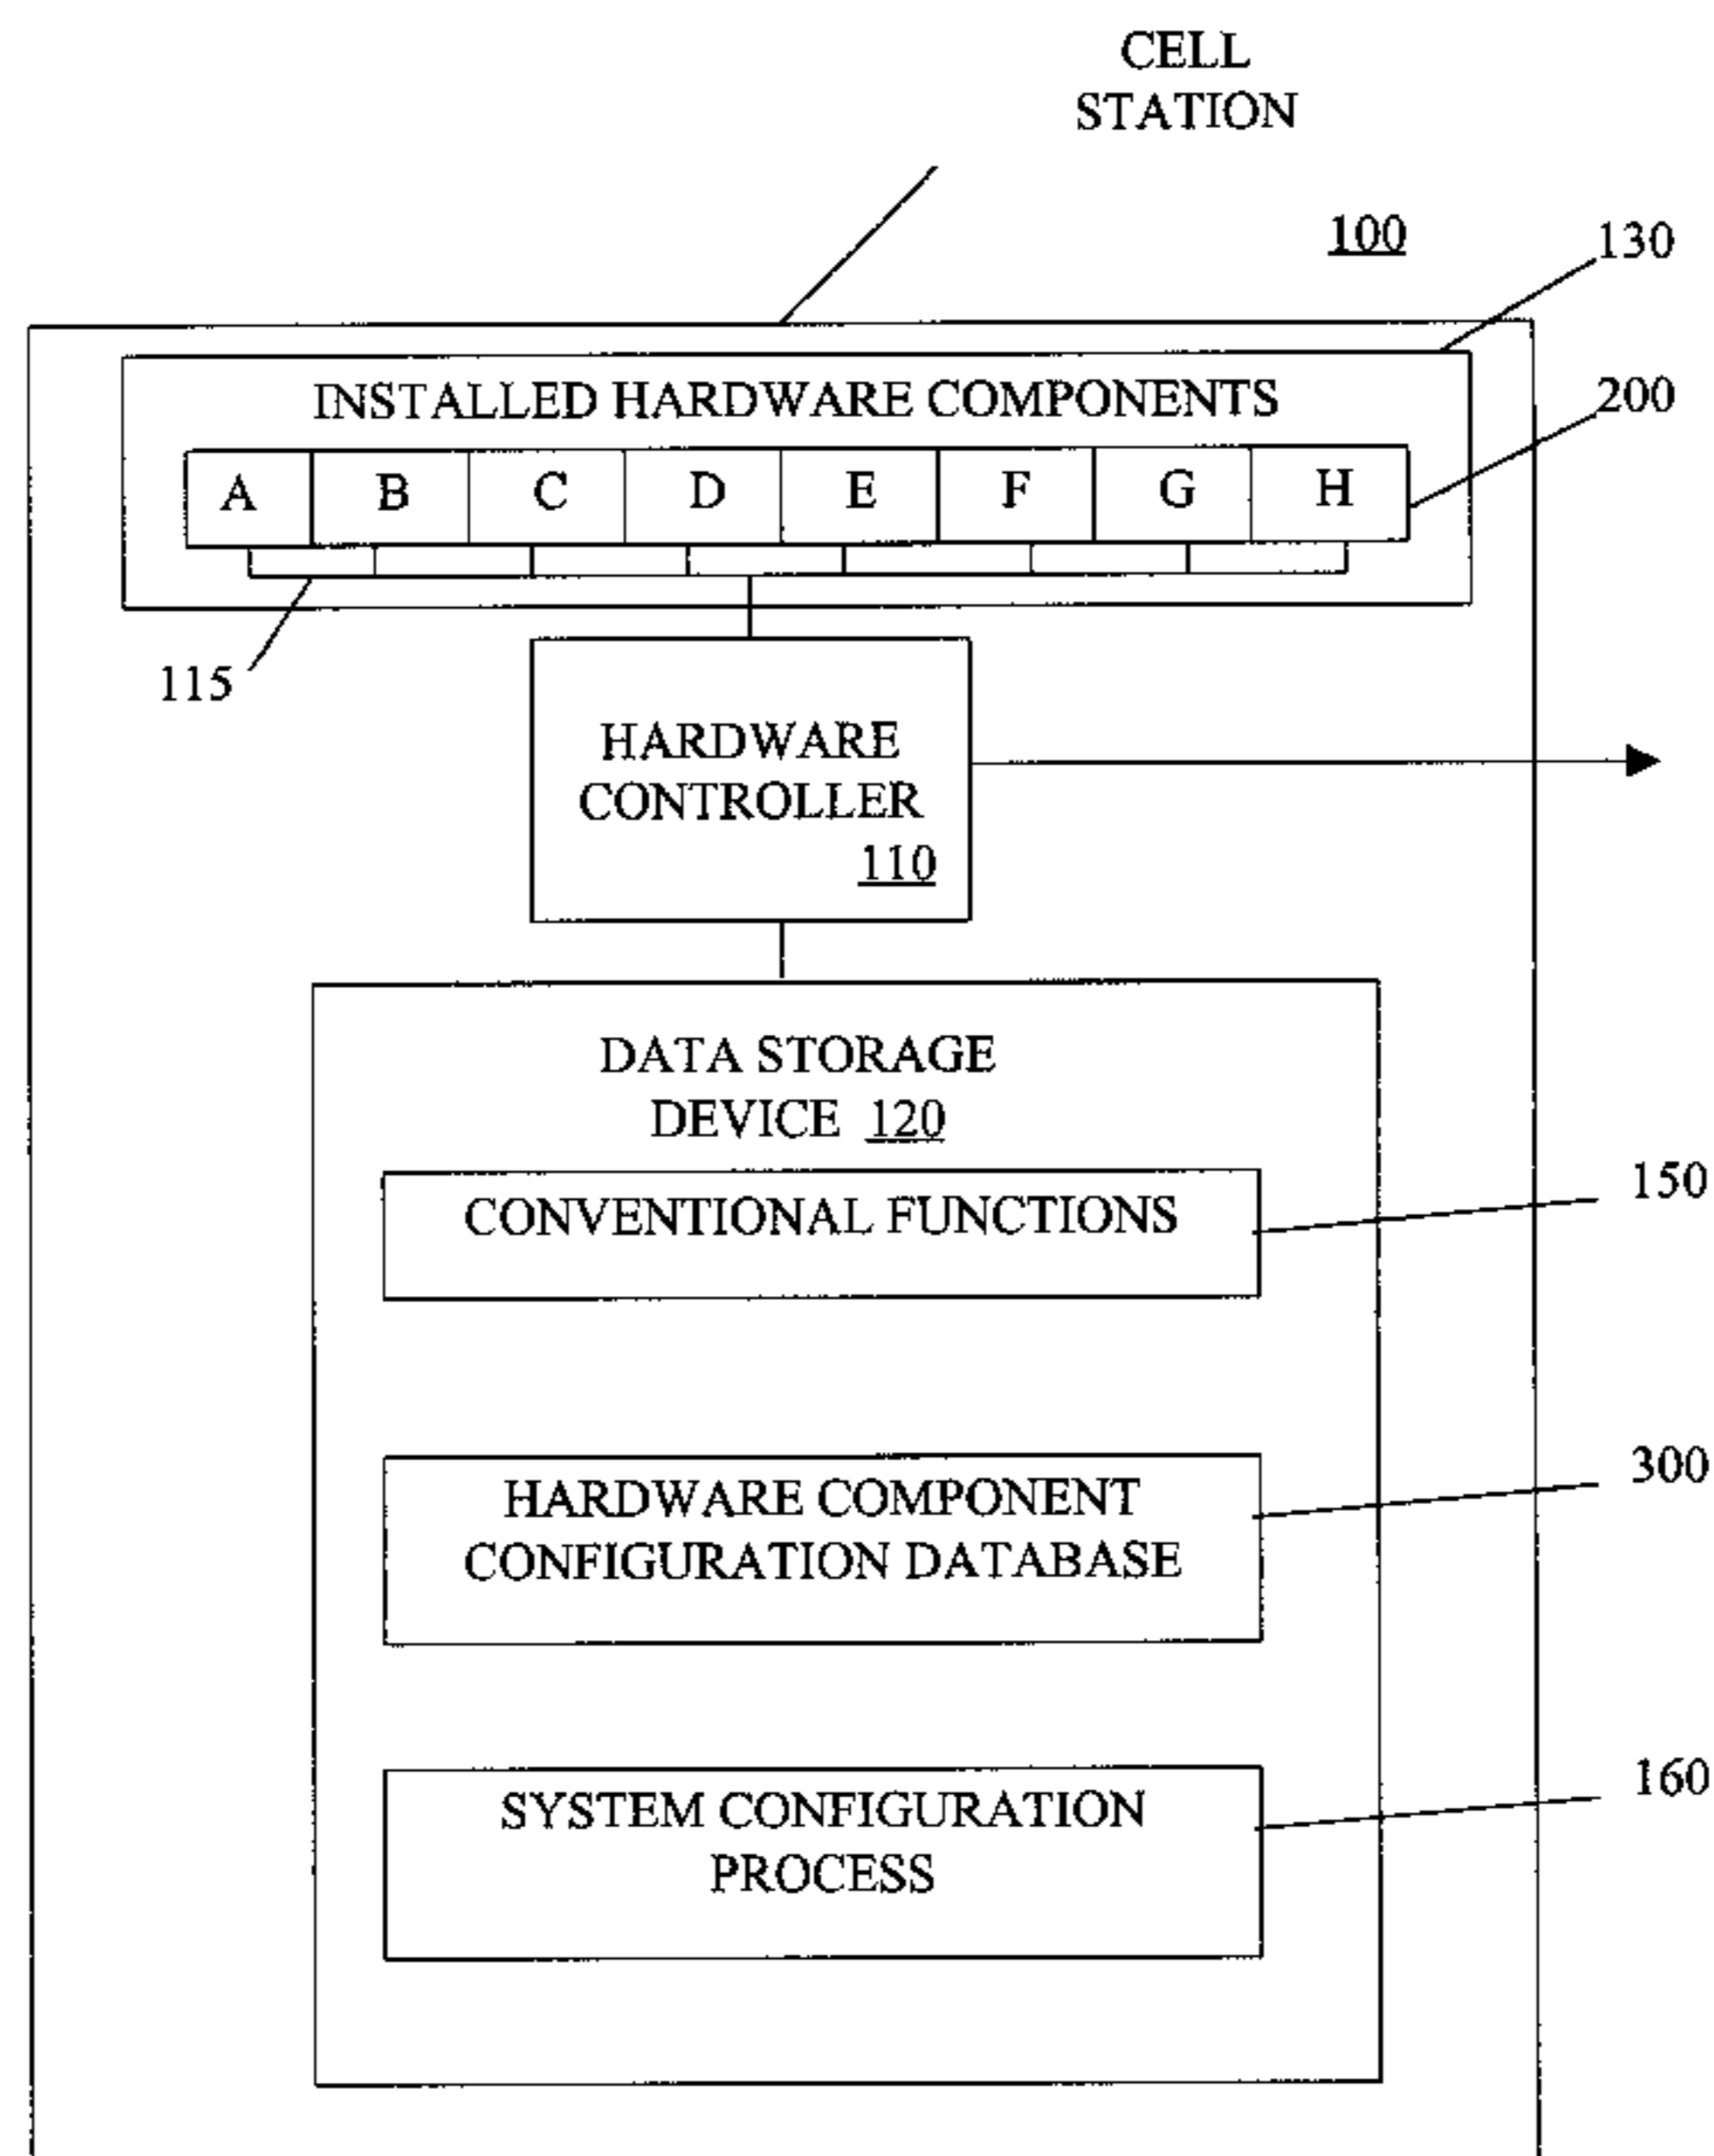 CELL
STATION
100
130
INSTALLED HARDWARE COMPONENTS
200
A B C D E F G H
115
HARDWARE
CONTROLLER
110
DATA STORAGE
DEVICE 120
CONVENTIONAL FUNCTIONS
150
HARDWARE COMPONENT
CONFIGURATION DATABASE
300
SYSTEM CONFIGURATION
PROCESS
160